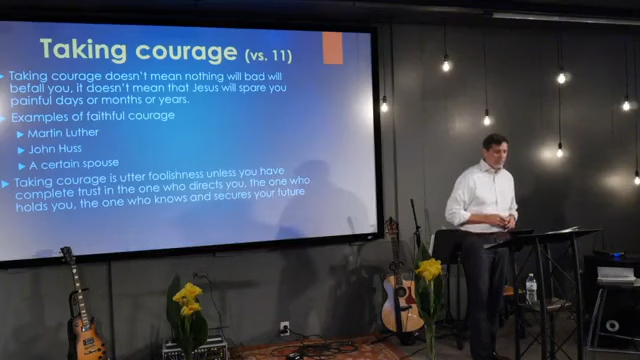 Taking courage (vs. 11)
Taking courage doesn't mean nothing will bad will
befall you, it doesn't mean that Jesus will spare you
painful days or months or years.
Examples of faithful courage
Martin Luther
John Huss
A certain spouse
Taking courage is utter foolishness unless you have
complete trust in the one who directs you, the one who
holds you, the one who knows and secures your future